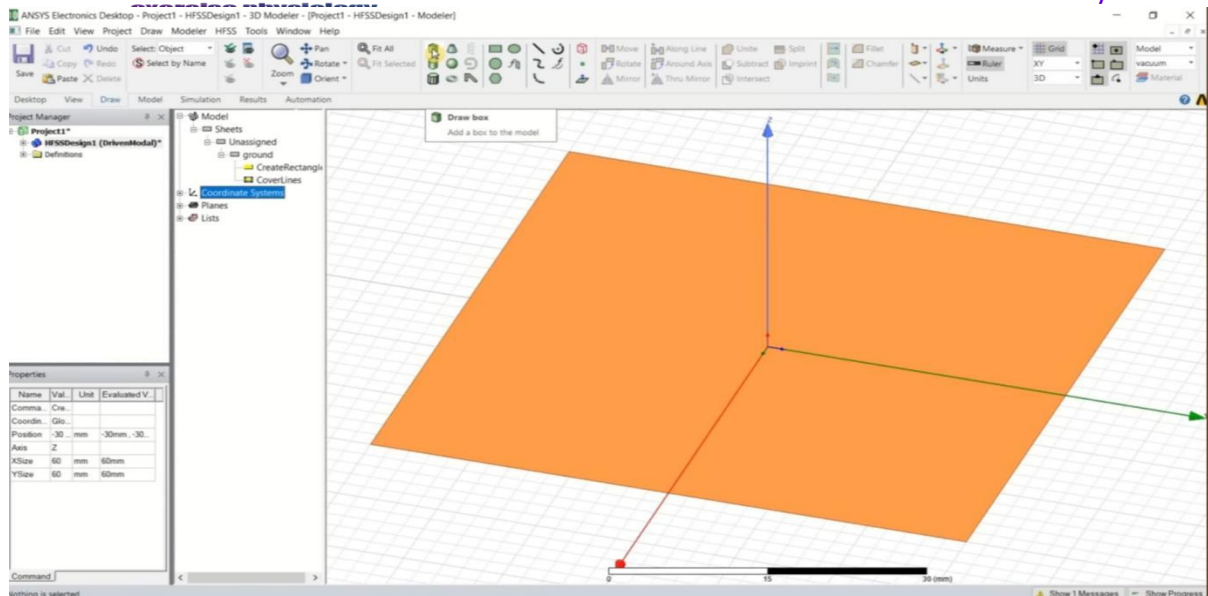 exercise physiology
ANSYS Electronics Desktop - Project1 - HFSSDesign1 - 3D Modeler - [Project1 - HFSSDesign1 - Modeler]
File Edit View Project Draw Modeler HFSS Tools Window Help
Save
Cut
Copy
Paste
Undo
Redo
Select: Object
Select by Name
Zoom
Pan
Rotate
Orient
Fit All
Fit Selected
Move
Rotate
Mirror
Along Line
Around Axis
Thru Mirror
Unite
Subtract
Intersect
Split
Imprint
Fillet
Chamfer
Measure
Ruler
Units
Grid
XY
3D
Model
vacuum
Material
Desktop View Draw Model Simulation Results Automation
Project Manager
Project1*
HFSSDesign1 (DrivenModal)*
Definitions
Model
Sheets
Unassigned
ground
CreateRectangle
CoverLines
Coordinate Systems
Planes
Lists
Draw box
Add a box to the model
Z
Properties
Name Val... Unit Evaluated V...
Comma... Cre...
Coordin... Glo...
Position -30 ... mm -30mm , -30...
Axis Z
XSize 60 mm 60mm
YSize 60 mm 60mm
Command
0 15 30 (mm)
Nothing is selected
Show 1 Messages Show Progress